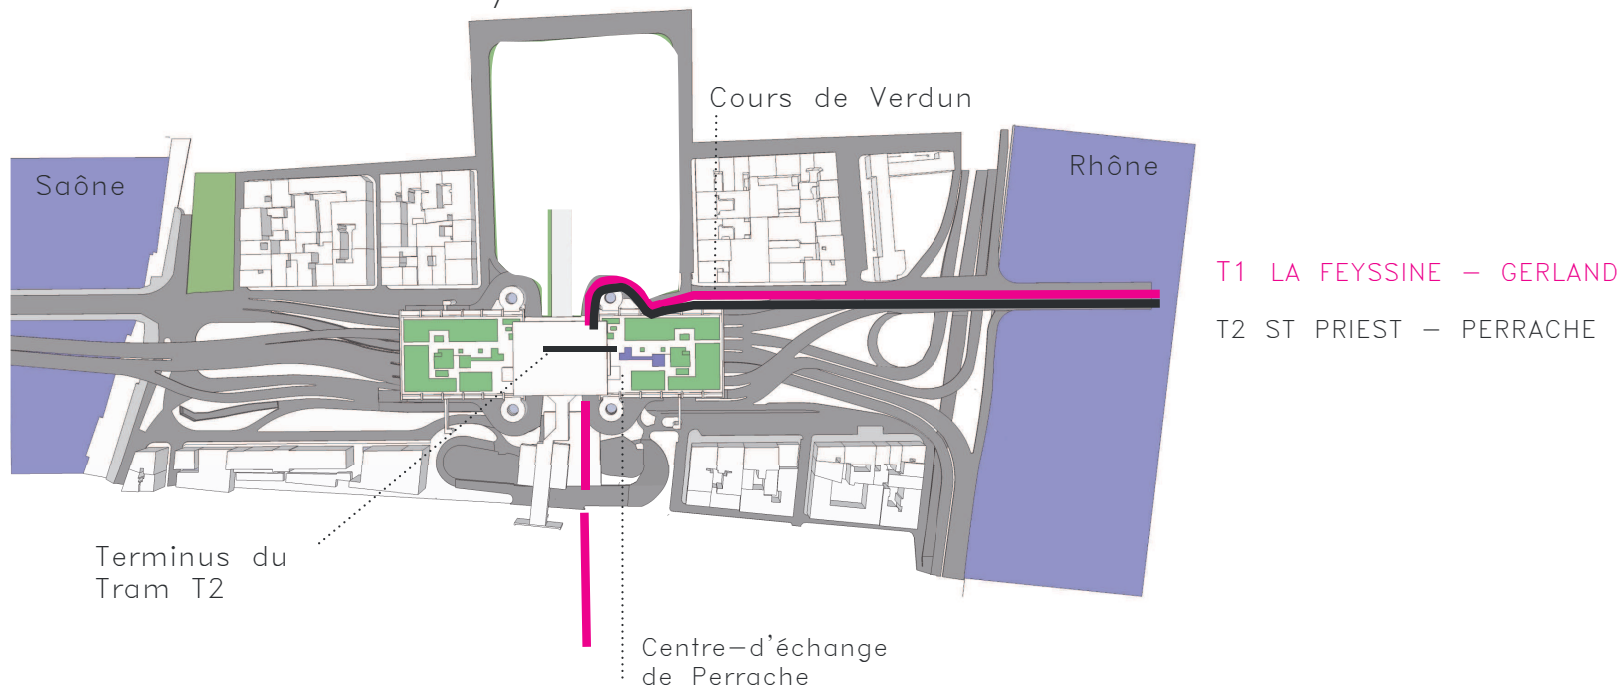 Cours de Verdun
Saône
Rhône
T1 LA FEYSSINE – GERLAND
T2 ST PRIEST – PERRACHE
Terminus du
Tram T2
Centre-d'échange
de Perrache